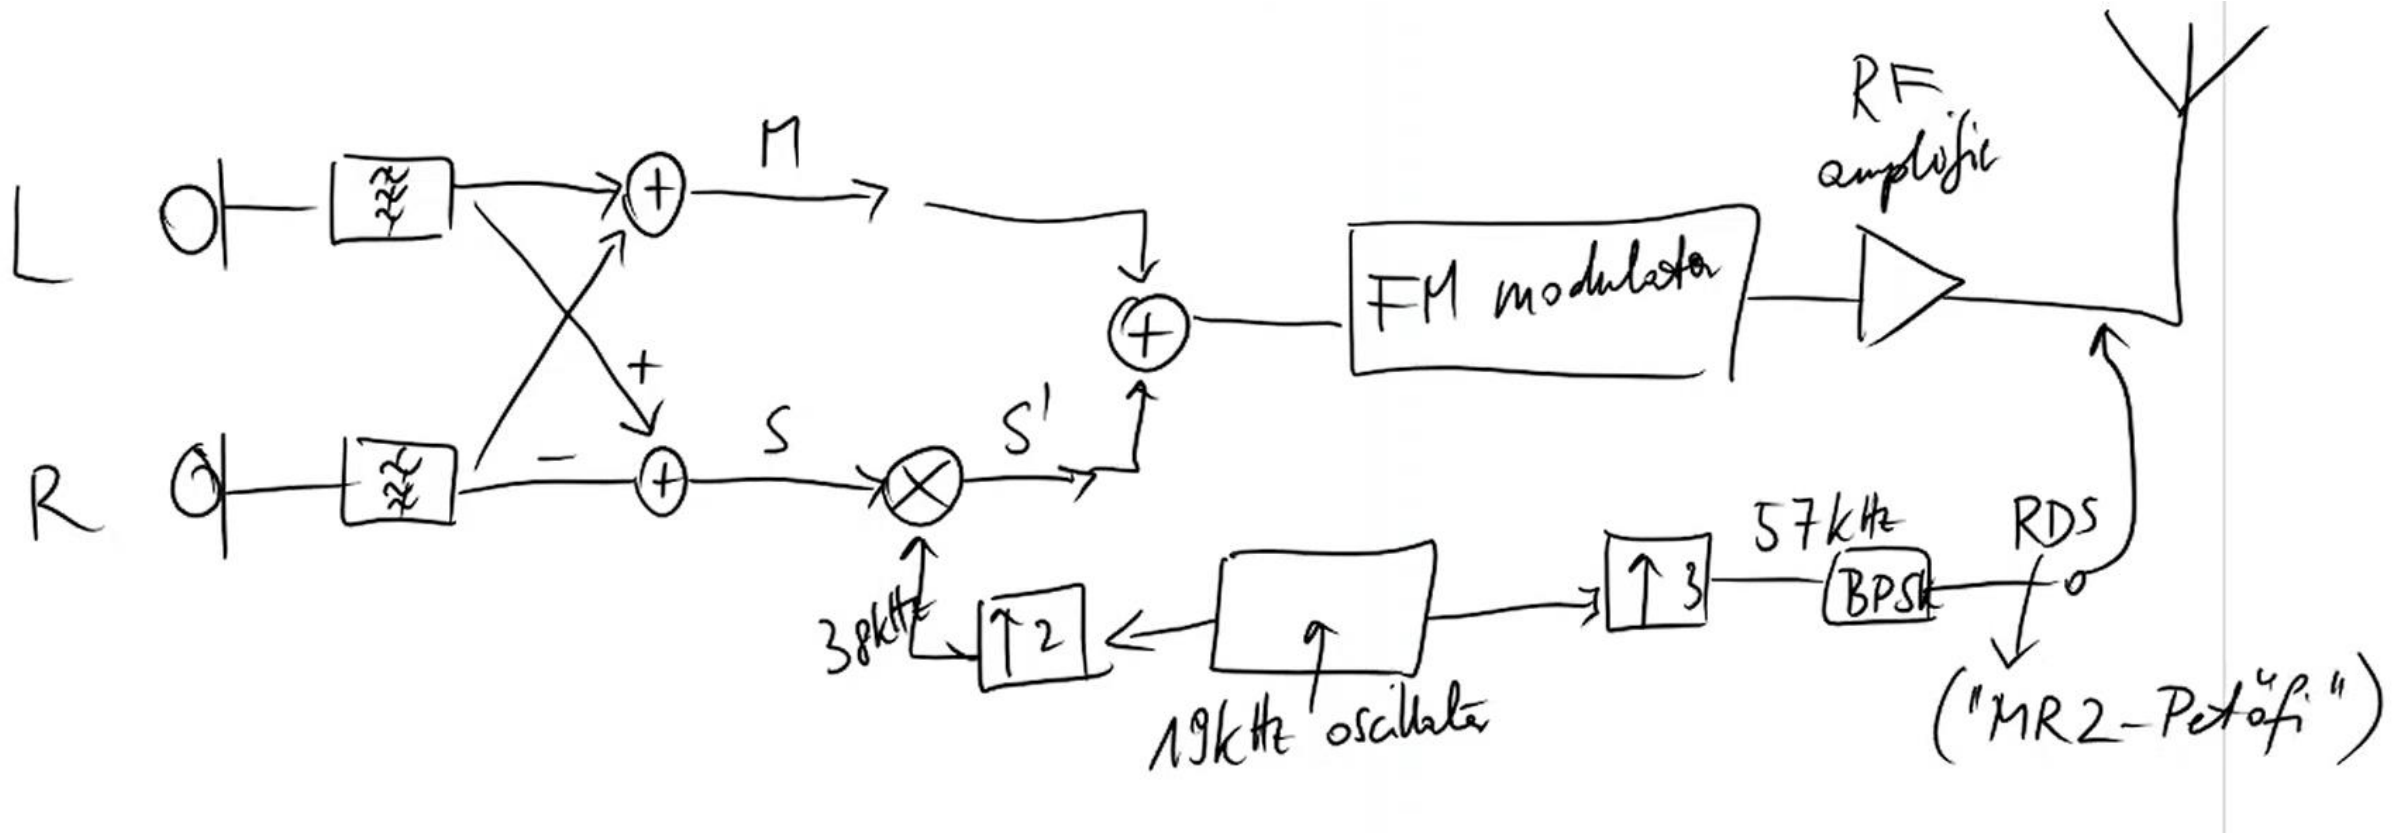 L
R
+
M
+
−
+
S
S'
+
38kHz
↑2
19kHz oscillator
FM modulator
RF
amplific
↑3
57kHz
BPSK
RDS
("MR2-Petőfi")